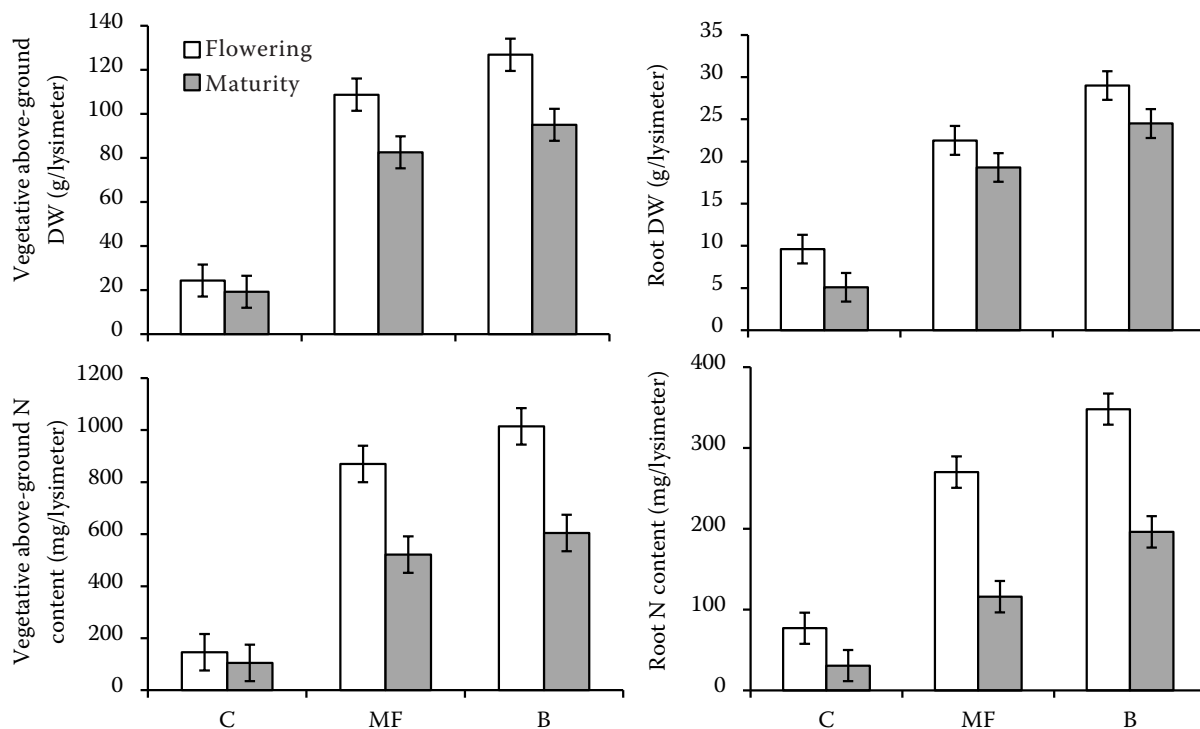 Vegetative above-ground
DW (g/lysimeter)
140
120
100
80
60
40
20
0
Flowering
Maturity
Root DW (g/lysimeter)
35
30
25
20
15
10
5
0
Vegetative above-ground N
content (mg/lysimeter)
1200
1000
800
600
400
200
0
C MF B
Root N content (mg/lysimeter)
400
300
200
100
0
C MF B